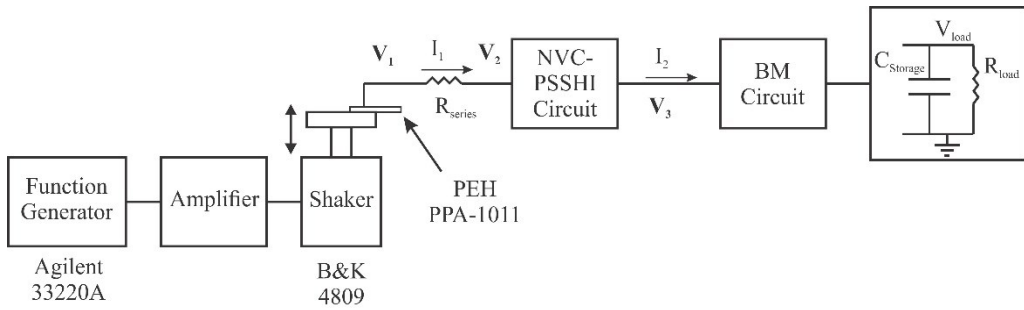 V1
I1
V2
Rseries
NVC-
PSSHI
Circuit
I2
V3
BM
Circuit
Vload
CStorage
Rload
Function
Generator
Amplifier
Shaker
PEH
PPA-1011
Agilent
33220A
B&K
4809